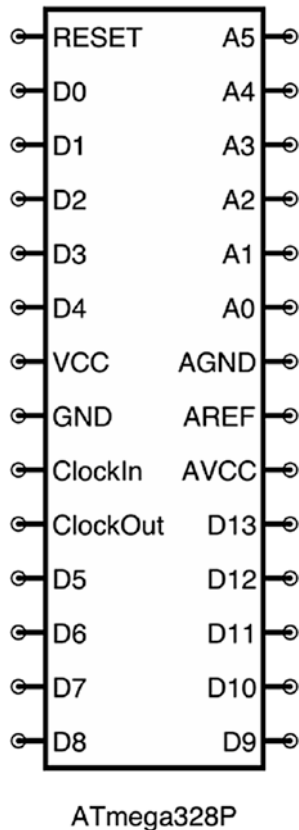 RESET A5
D0 A4
D1 A3
D2 A2
D3 A1
D4 A0
VCC AGND
GND AREF
ClockIn AVCC
ClockOut D13
D5 D12
D6 D11
D7 D10
D8 D9
ATmega328P